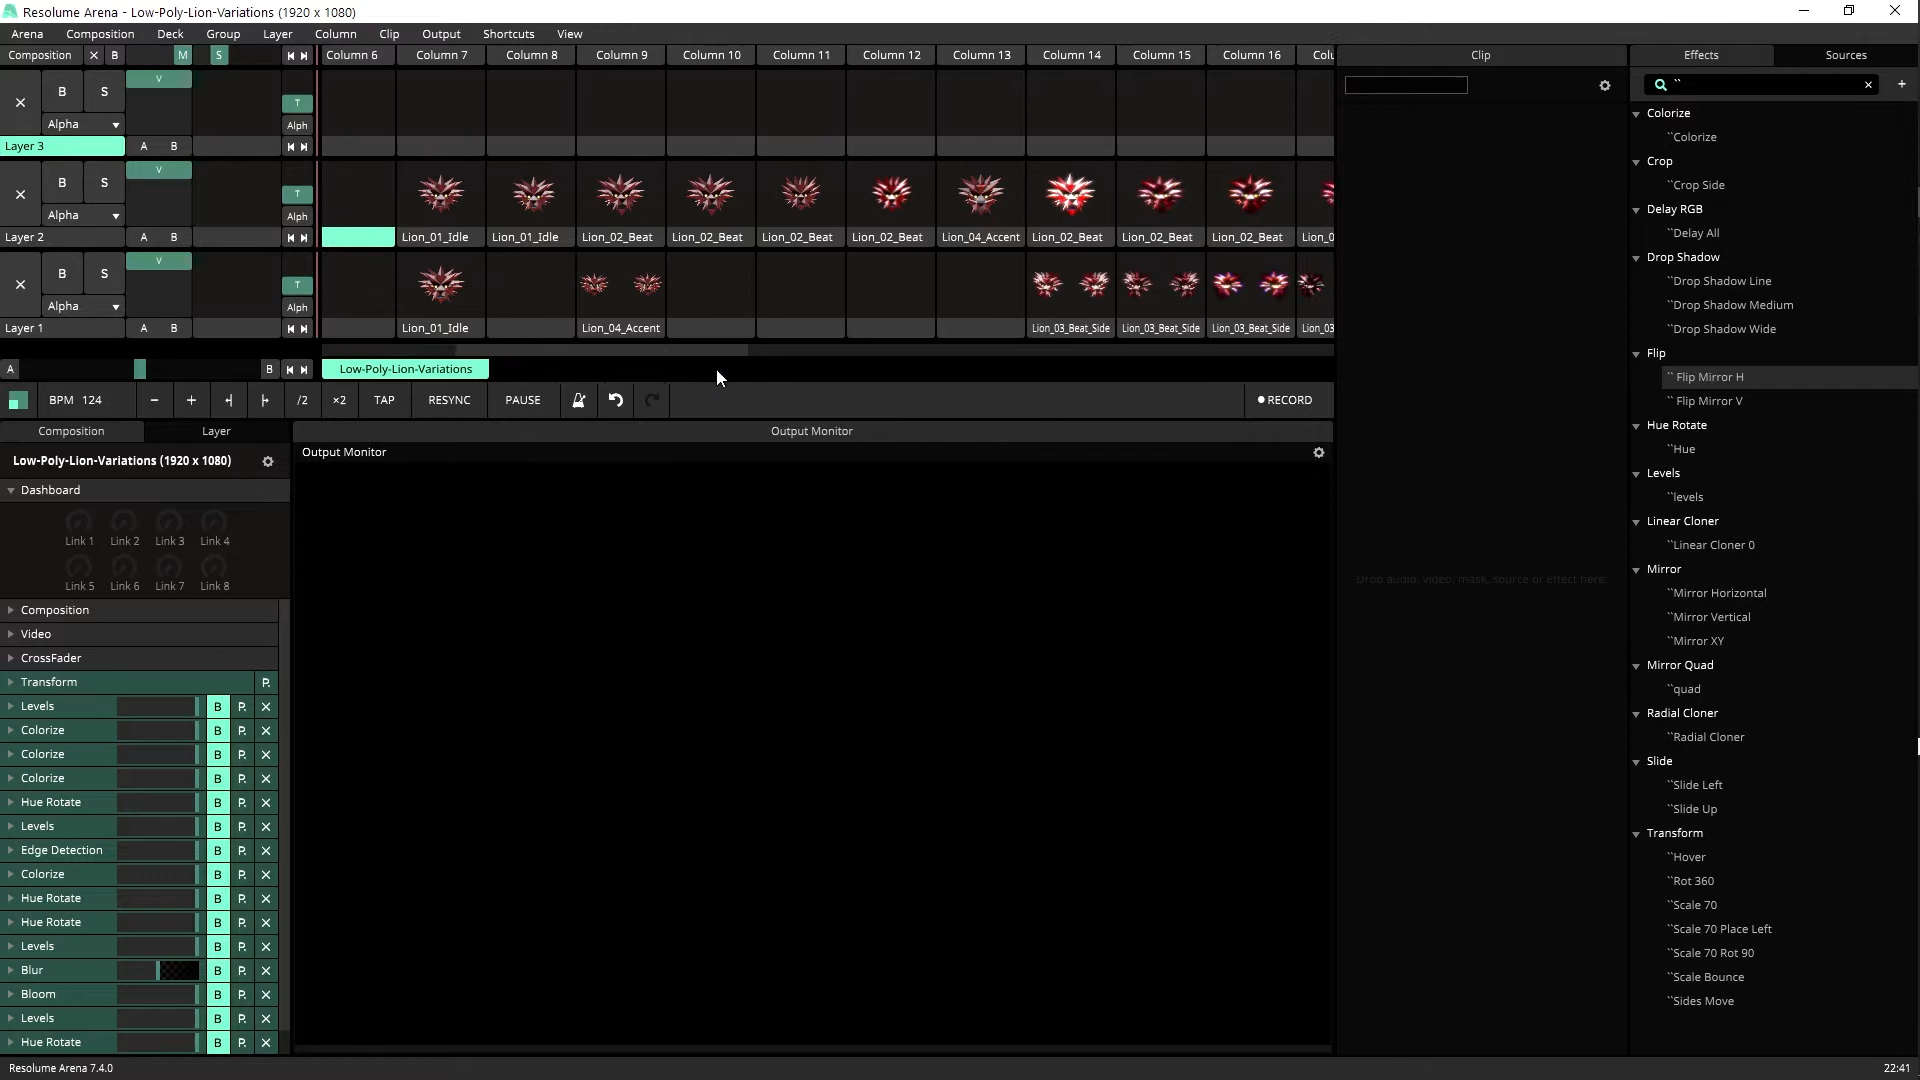 Resolume Arena - Low-Poly-Lion-Variations (1920 x 1080)
Arena Composition Deck Group Layer Column Clip Output Shortcuts View
Composition B M S Column 6 Column 7 Column 8 Column 9 Column 10 Column 11 Column 12 Column 13 Column 14 Column 15 Column 16 Colu Clip Effects Sources
B S V T
Alpha Alph
Layer 3 A B
B S V T
Alpha Alph
Layer 2 A B Lion_01_Idle Lion_01_Idle Lion_02_Beat Lion_02_Beat Lion_02_Beat Lion_02_Beat Lion_04_Accent Lion_02_Beat Lion_02_Beat Lion_02_Beat Lion_0
B S V T
Alpha Alph
Layer 1 A B Lion_01_Idle Lion_04_Accent Lion_03_Beat_Side Lion_03_Beat_Side Lion_03_Beat_Side Lion_03
A B Low-Poly-Lion-Variations
BPM 124 - + /2 ×2 TAP RESYNC PAUSE RECORD
Composition Layer Output Monitor
Low-Poly-Lion-Variations (1920 x 1080) Output Monitor
Dashboard
Link 1 Link 2 Link 3 Link 4
Link 5 Link 6 Link 7 Link 8
Composition
Video
CrossFader
Transform P.
Levels B P.
Colorize B P.
Colorize B P.
Colorize B P.
Hue Rotate B P.
Levels B P.
Edge Detection B P.
Colorize B P.
Hue Rotate B P.
Hue Rotate B P.
Levels B P.
Blur B P.
Bloom B P.
Levels B P.
Hue Rotate B P.
Drop audio, video, mask, source or effect here.
``
Colorize
``Colorize
Crop
``Crop Side
Delay RGB
``Delay All
Drop Shadow
``Drop Shadow Line
``Drop Shadow Medium
``Drop Shadow Wide
Flip
`` Flip Mirror H
`` Flip Mirror V
Hue Rotate
``Hue
Levels
``levels
Linear Cloner
``Linear Cloner 0
Mirror
``Mirror Horizontal
``Mirror Vertical
``Mirror XY
Mirror Quad
``quad
Radial Cloner
``Radial Cloner
Slide
``Slide Left
``Slide Up
Transform
``Hover
``Rot 360
``Scale 70
``Scale 70 Place Left
``Scale 70 Rot 90
``Scale Bounce
``Sides Move
Resolume Arena 7.4.0 22:41